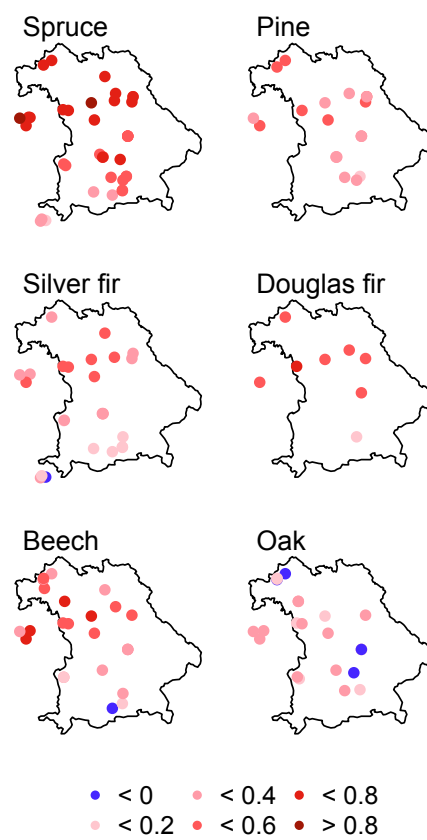 Spruce Pine
Silver fir Douglas fir
Beech Oak
< 0 < 0.4 < 0.8
< 0.2 < 0.6 > 0.8